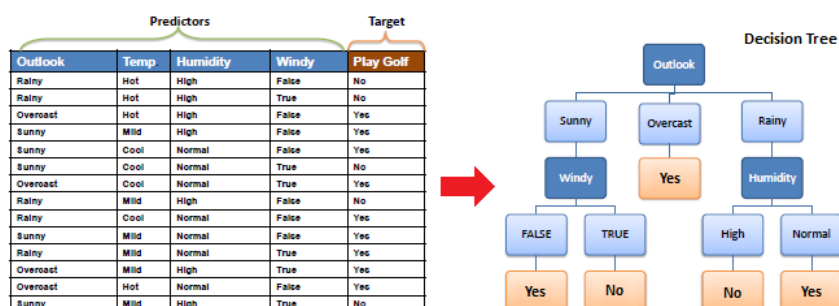 Predictors Target
Outlook Temp. Humidity Windy Play Golf
Rainy Hot High False No
Rainy Hot High True No
Overcast Hot High False Yes
Sunny Mild High False Yes
Sunny Cool Normal False Yes
Sunny Cool Normal True No
Overcast Cool Normal True Yes
Rainy Mild High False No
Rainy Cool Normal False Yes
Sunny Mild Normal False Yes
Rainy Mild Normal True Yes
Overcast Mild High True Yes
Overcast Hot Normal False Yes
Sunny Mild High True No
Decision Tree
Outlook
Sunny Overcast Rainy
Windy Yes Humidity
FALSE TRUE High Normal
Yes No No Yes